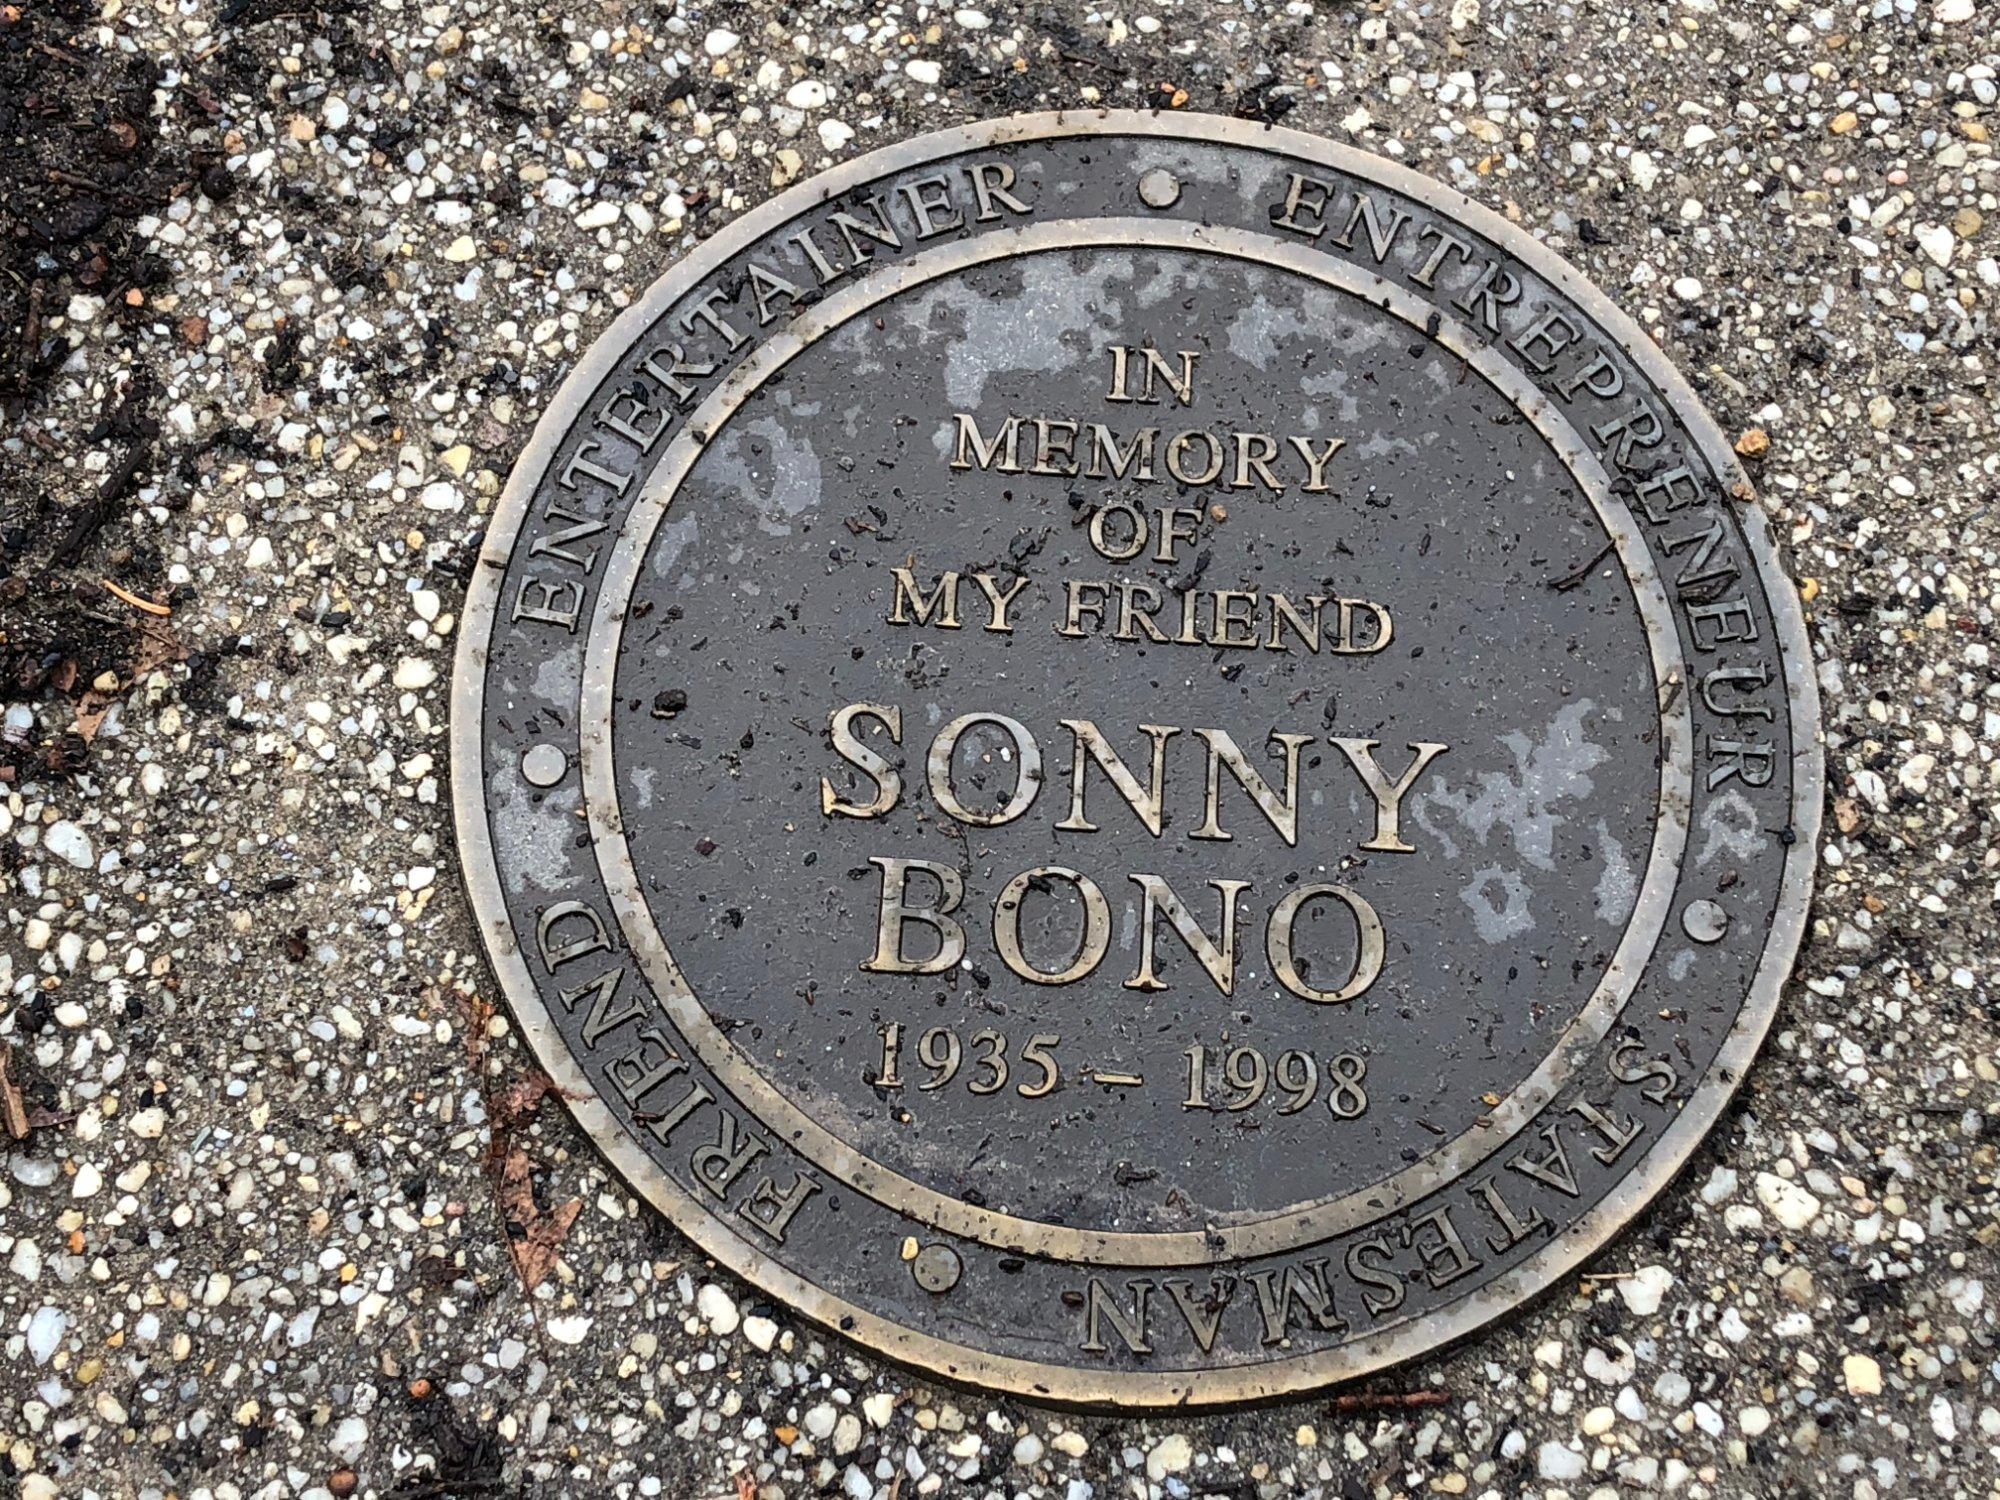 ENTERTAINER • ENTREPRENEUR • STATESMAN • FRIEND •
IN
MEMORY
OF
MY FRIEND
SONNY
BONO
1935 – 1998